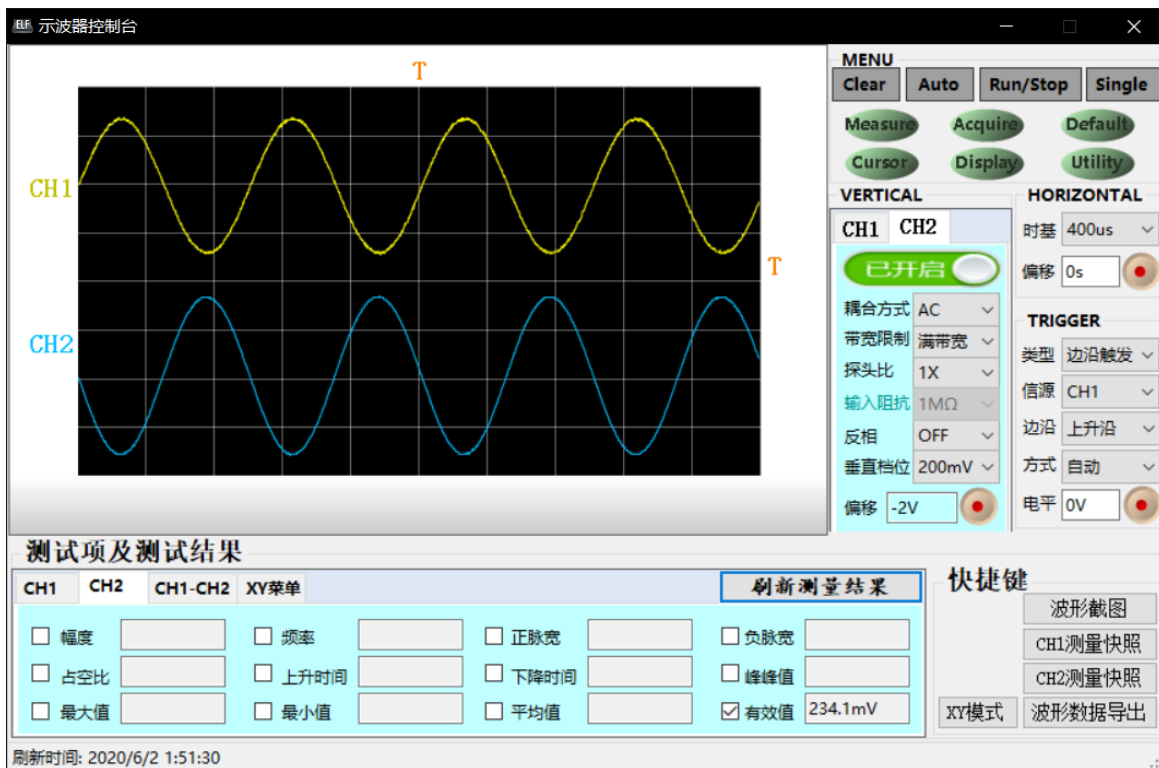 ELF 示波器控制台
T
CH1
T
CH2
MENU
Clear Auto Run/Stop Single
Measure Acquire Default
Cursor Display Utility
VERTICAL
CH1 CH2
已开启
耦合方式 AC
带宽限制 满带宽
探头比 1X
输入阻抗 1MΩ
反相 OFF
垂直档位 200mV
偏移 -2V
HORIZONTAL
时基 400us
偏移 0s
TRIGGER
类型 边沿触发
信源 CH1
边沿 上升沿
方式 自动
电平 0V
测试项及测试结果
CH1 CH2 CH1-CH2 XY菜单 刷新测量结果
幅度 频率 正脉宽 负脉宽
占空比 上升时间 下降时间 峰峰值
最大值 最小值 平均值 有效值 234.1mV
快捷键
波形截图
CH1测量快照
CH2测量快照
XY模式 波形数据导出
刷新时间: 2020/6/2 1:51:30